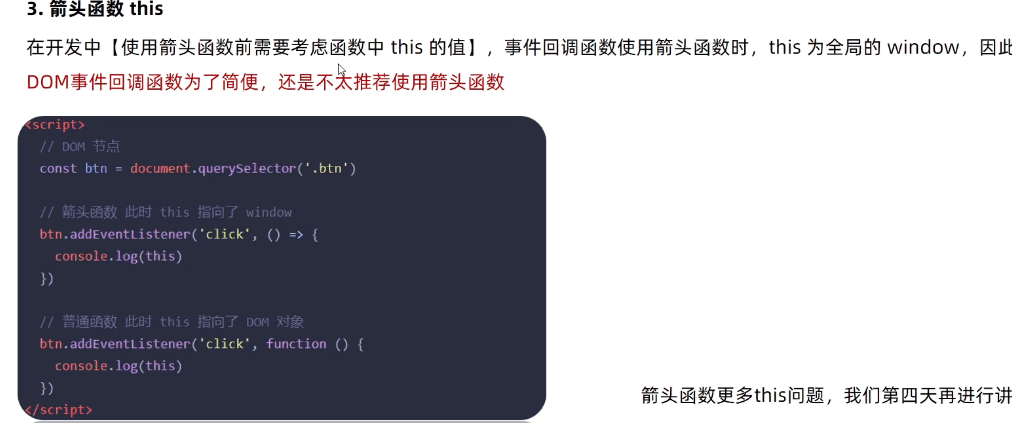 3. 箭头函数 this
在开发中【使用箭头函数前需要考虑函数中 this 的值】，事件回调函数使用箭头函数时，this 为全局的 window，因此
DOM事件回调函数为了简便，还是不太推荐使用箭头函数
<script>
// DOM 节点
const btn = document.querySelector('.btn')
// 箭头函数 此时 this 指向了 window
btn.addEventListener('click', () => {
console.log(this)
})
// 普通函数 此时 this 指向了 DOM 对象
btn.addEventListener('click', function () {
console.log(this)
})
</script>
箭头函数更多this问题，我们第四天再进行讲